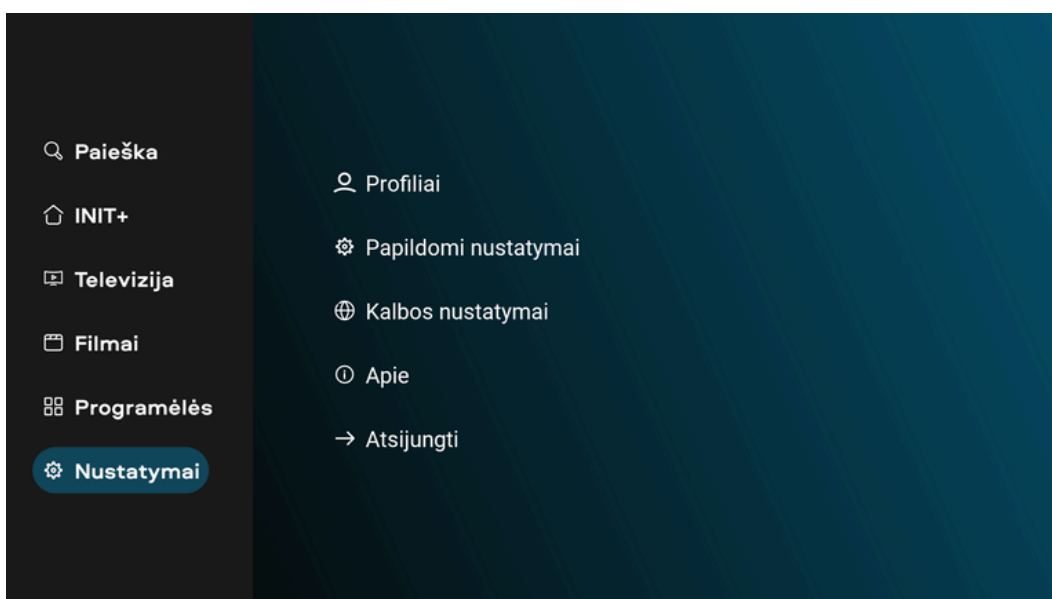 Paieška
INIT+
Televizija
Filmai
Programėlės
Nustatymai
Profiliai
Papildomi nustatymai
Kalbos nustatymai
Apie
Atsijungti